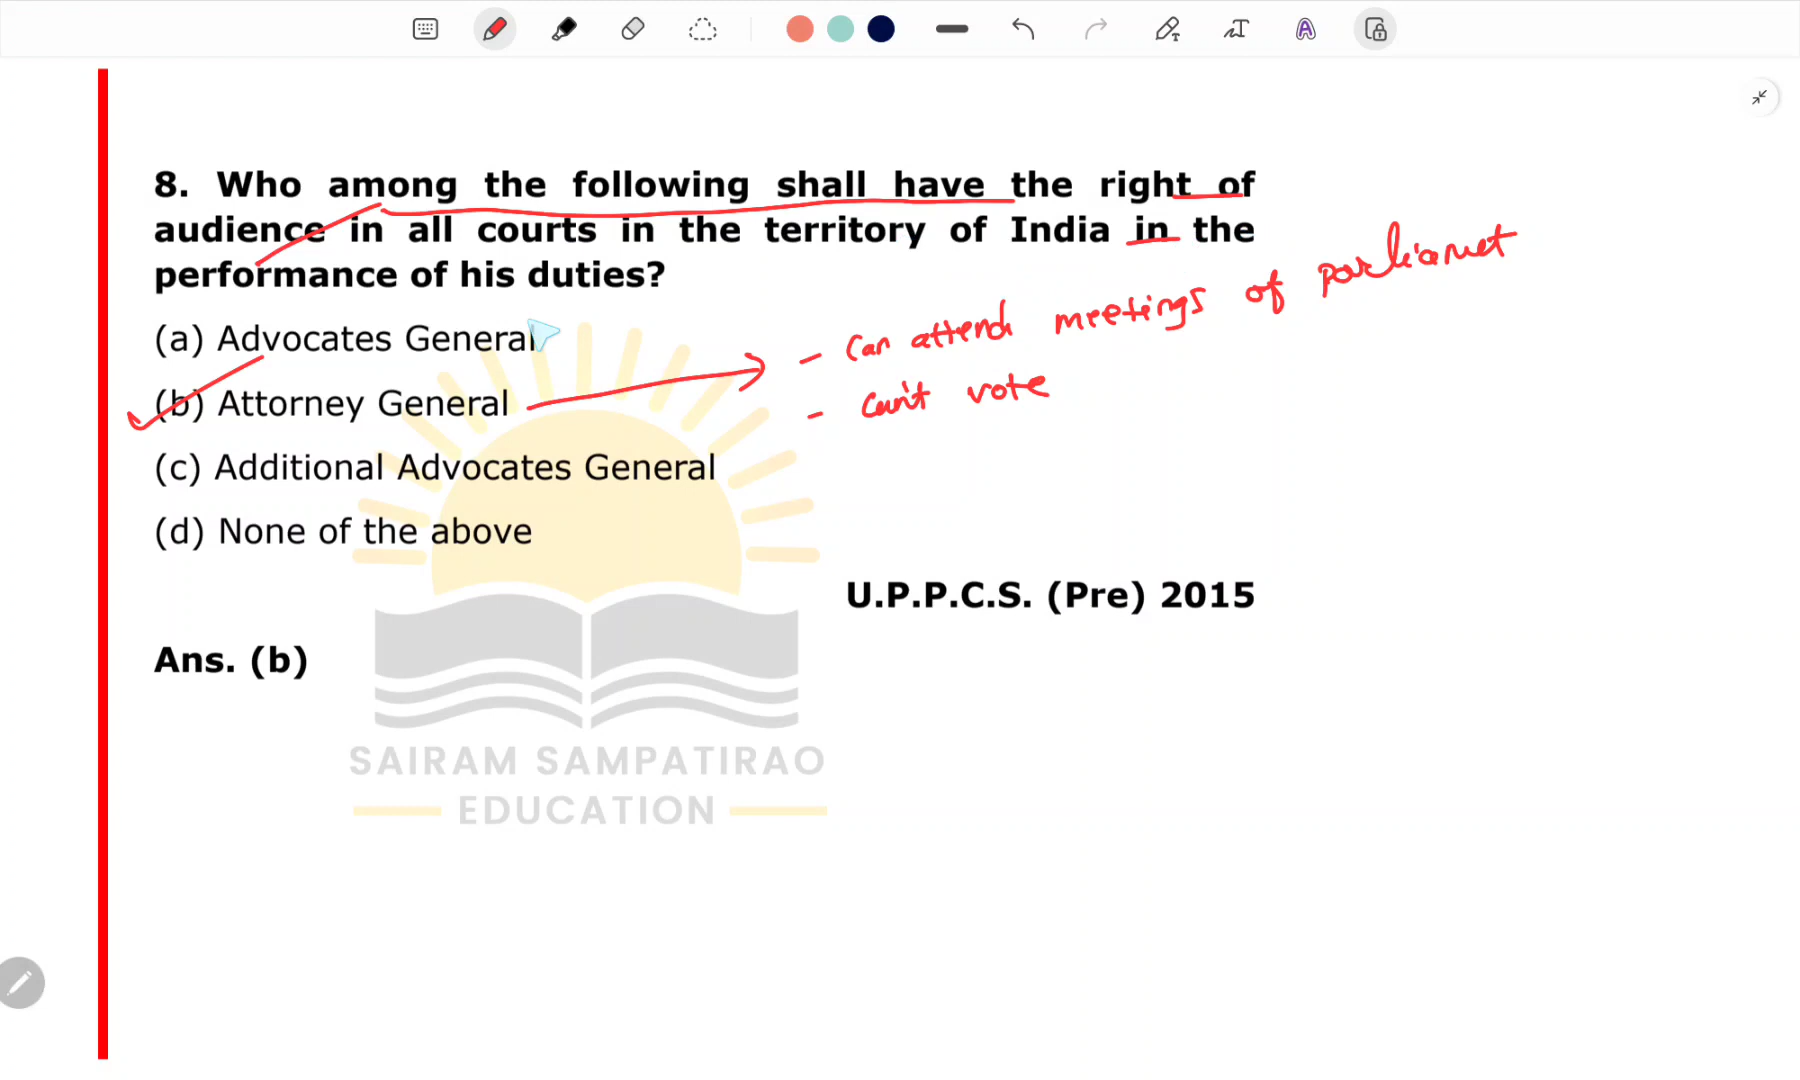 8. Who among the following shall have the right of
audience in all courts in the territory of India in the
performance of his duties?
(a) Advocates General
(b) Attorney General
(c) Additional Advocates General
(d) None of the above
- can attend meetings of parliamet
- can't vote
U.P.P.C.S. (Pre) 2015
Ans. (b)
SAIRAM SAMPATIRAO
EDUCATION